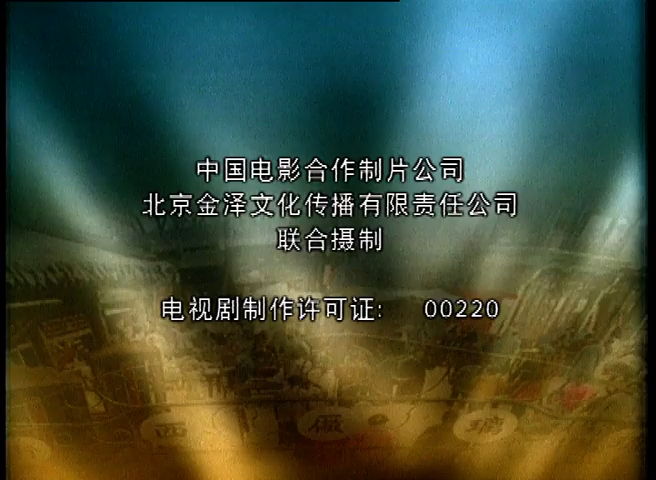 中国电影合作制片公司
北京金泽文化传播有限责任公司
联合摄制
电视剧制作许可证: 00220
西